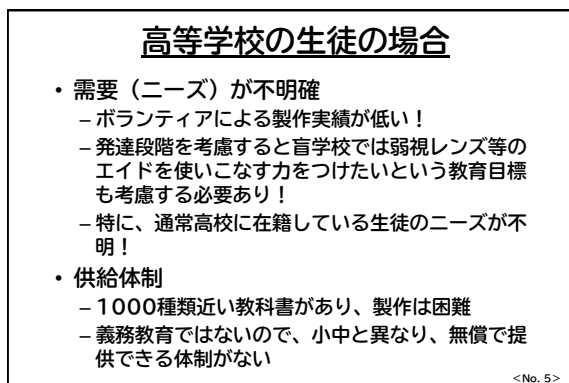 高等学校の生徒の場合
• 需要（ニーズ）が不明確
– ボランティアによる製作実績が低い！
– 発達段階を考慮すると盲学校では弱視レンズ等の
エイドを使いこなす力をつけたいという教育目標
も考慮する必要あり！
– 特に、通常高校に在籍している生徒のニーズが不
明！
• 供給体制
– 1000種類近い教科書があり、製作は困難
– 義務教育ではないので、小中と異なり、無償で提
供できる体制がない
<No. 5>